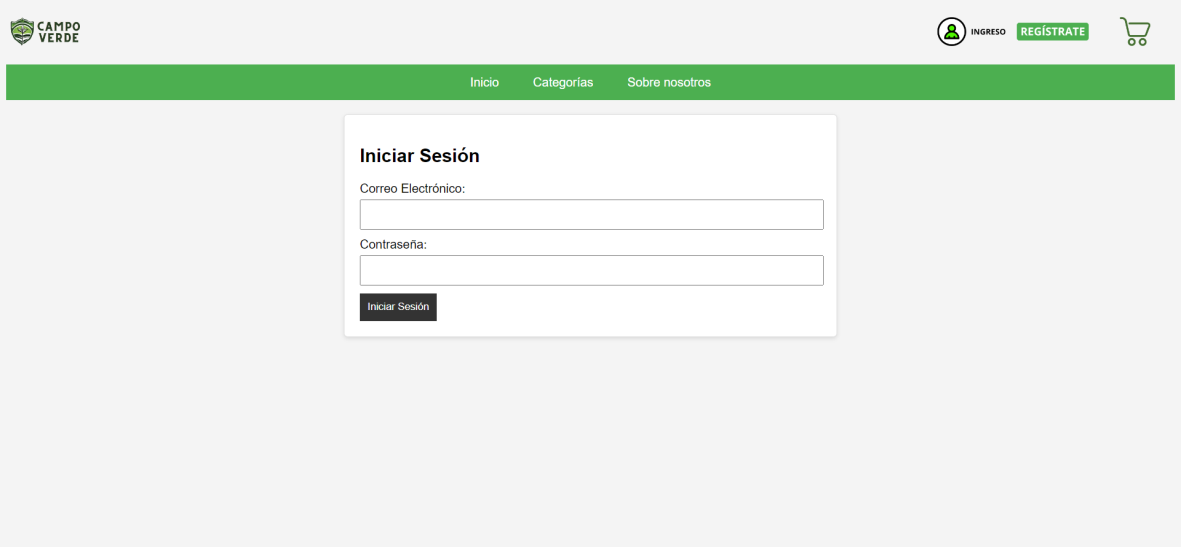 CAMPO
VERDE
INGRESO
REGÍSTRATE
Inicio
Categorías
Sobre nosotros
Iniciar Sesión
Correo Electrónico:
Contraseña:
Iniciar Sesión